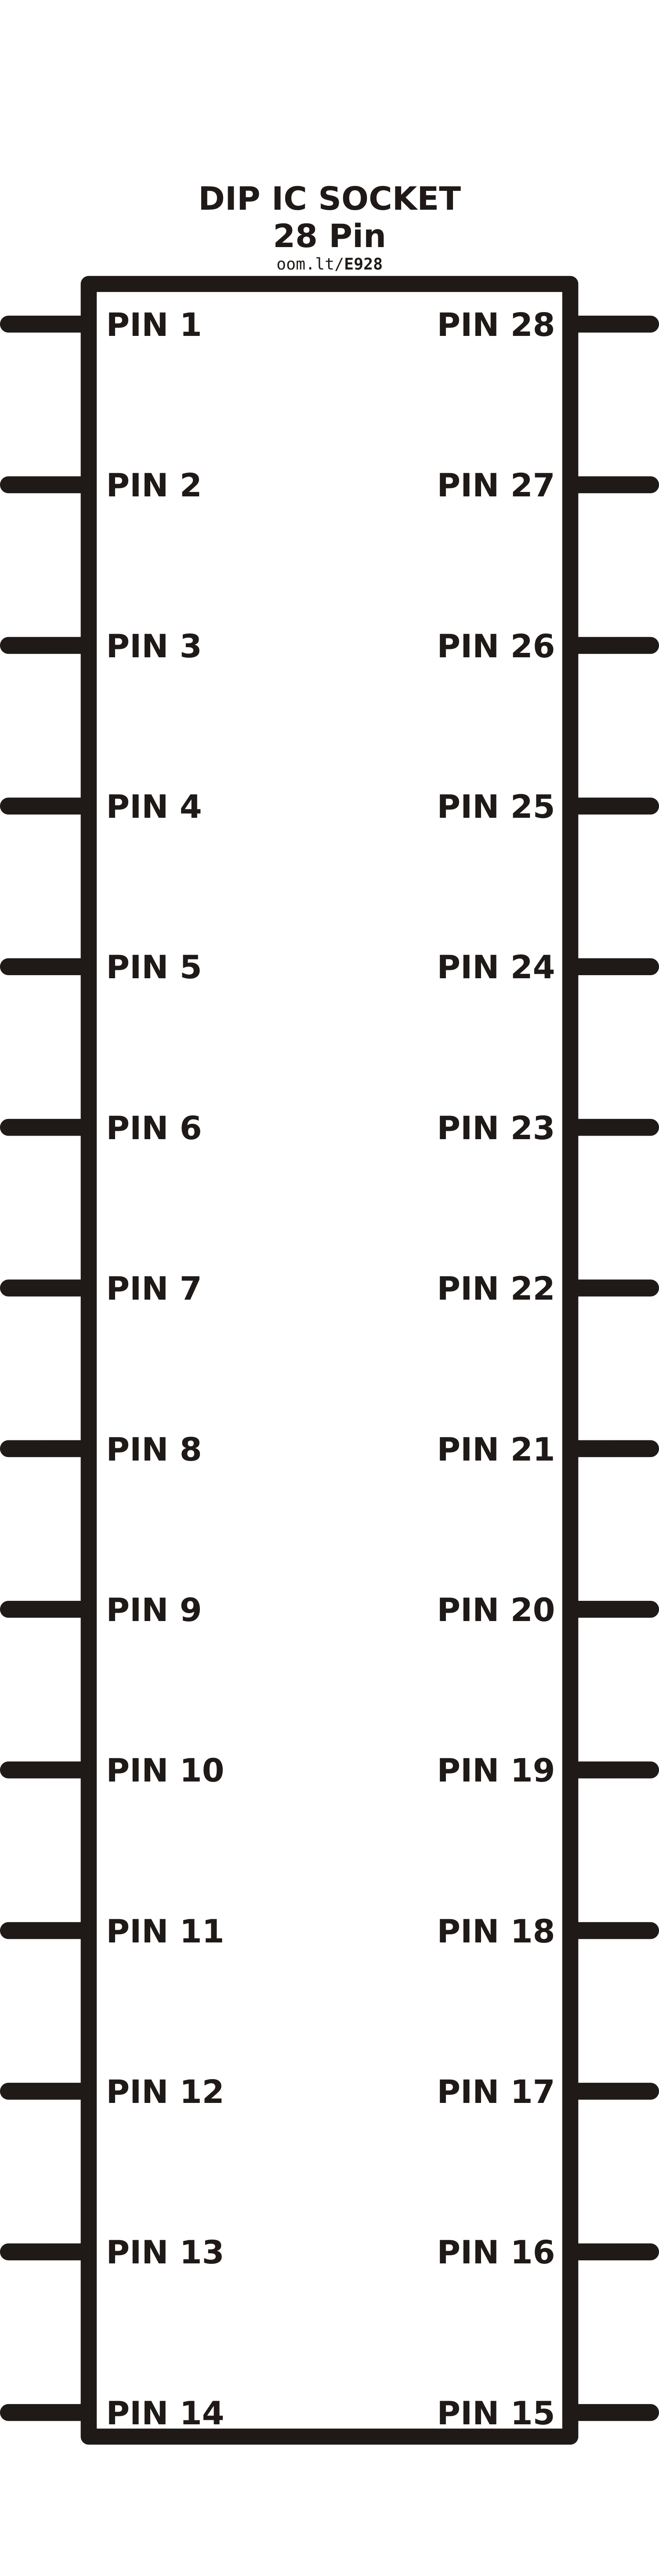 DIP IC SOCKET
28 Pin
oom.lt/E928
PIN 1 PIN 28
PIN 2 PIN 27
PIN 3 PIN 26
PIN 4 PIN 25
PIN 5 PIN 24
PIN 6 PIN 23
PIN 7 PIN 22
PIN 8 PIN 21
PIN 9 PIN 20
PIN 10 PIN 19
PIN 11 PIN 18
PIN 12 PIN 17
PIN 13 PIN 16
PIN 14 PIN 15